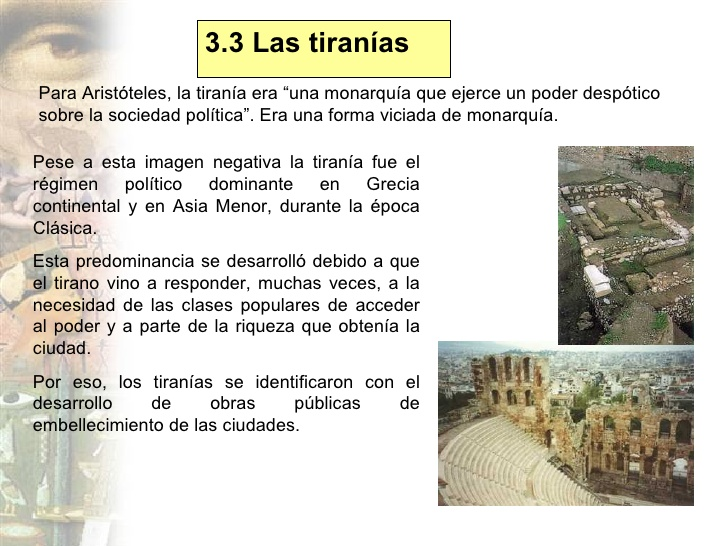 3.3 Las tiranías
Para Aristóteles, la tiranía era “una monarquía que ejerce un poder despótico
sobre la sociedad política”. Era una forma viciada de monarquía.
Pese a esta imagen negativa la tiranía fue el
régimen político dominante en Grecia
continental y en Asia Menor, durante la época
Clásica.
Esta predominancia se desarrolló debido a que
el tirano vino a responder, muchas veces, a la
necesidad de las clases populares de acceder
al poder y a parte de la riqueza que obtenía la
ciudad.
Por eso, los tiranías se identificaron con el
desarrollo de obras públicas de
embellecimiento de las ciudades.